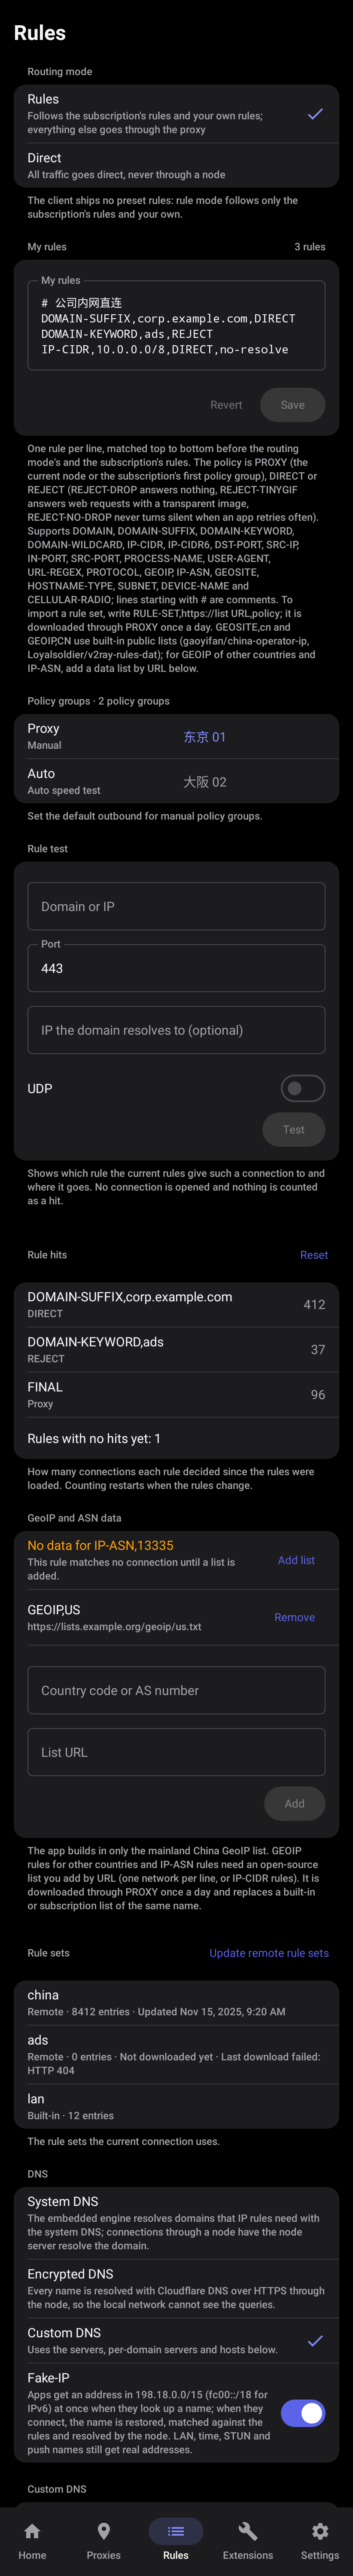 Rules
Routing mode
Rules
Follows the subscription's rules and your own rules;
everything else goes through the proxy
Direct
All traffic goes direct, never through a node
The client ships no preset rules: rule mode follows only the
subscription's rules and your own.
My rules
3 rules
My rules
# 公司内网直连
DOMAIN-SUFFIX,corp.example.com,DIRECT
DOMAIN-KEYWORD,ads,REJECT
IP-CIDR,10.0.0.0/8,DIRECT,no-resolve
Revert
Save
One rule per line, matched top to bottom before the routing
mode's and the subscription's rules. The policy is PROXY (the
current node or the subscription's first policy group), DIRECT or
REJECT (REJECT-DROP answers nothing, REJECT-TINYGIF
answers web requests with a transparent image,
REJECT-NO-DROP never turns silent when an app retries often).
Supports DOMAIN, DOMAIN-SUFFIX, DOMAIN-KEYWORD,
DOMAIN-WILDCARD, IP-CIDR, IP-CIDR6, DST-PORT, SRC-IP,
IN-PORT, SRC-PORT, PROCESS-NAME, USER-AGENT,
URL-REGEX, PROTOCOL, GEOIP, IP-ASN, GEOSITE,
HOSTNAME-TYPE, SUBNET, DEVICE-NAME and
CELLULAR-RADIO; lines starting with # are comments. To
import a rule set, write RULE-SET,https://list URL,policy; it is
downloaded through PROXY once a day. GEOSITE,cn and
GEOIP,CN use built-in public lists (gaoyifan/china-operator-ip,
Loyalsoldier/v2ray-rules-dat); for GEOIP of other countries and
IP-ASN, add a data list by URL below.
Policy groups · 2 policy groups
Proxy
Manual
东京 01
Auto
Auto speed test
大阪 02
Set the default outbound for manual policy groups.
Rule test
Domain or IP
Port
443
IP the domain resolves to (optional)
UDP
Test
Shows which rule the current rules give such a connection to and
where it goes. No connection is opened and nothing is counted
as a hit.
Rule hits
Reset
DOMAIN-SUFFIX,corp.example.com
DIRECT
412
DOMAIN-KEYWORD,ads
REJECT
37
FINAL
Proxy
96
Rules with no hits yet: 1
How many connections each rule decided since the rules were
loaded. Counting restarts when the rules change.
GeoIP and ASN data
No data for IP-ASN,13335
This rule matches no connection until a list is
added.
Add list
GEOIP,US
https://lists.example.org/geoip/us.txt
Remove
Country code or AS number
List URL
Add
The app builds in only the mainland China GeoIP list. GEOIP
rules for other countries and IP-ASN rules need an open-source
list you add by URL (one network per line, or IP-CIDR rules). It is
downloaded through PROXY once a day and replaces a built-in
or subscription list of the same name.
Rule sets
Update remote rule sets
china
Remote · 8412 entries · Updated Nov 15, 2025, 9:20 AM
ads
Remote · 0 entries · Not downloaded yet · Last download failed:
HTTP 404
lan
Built-in · 12 entries
The rule sets the current connection uses.
DNS
System DNS
The embedded engine resolves domains that IP rules need with
the system DNS; connections through a node have the node
server resolve the domain.
Encrypted DNS
Every name is resolved with Cloudflare DNS over HTTPS through
the node, so the local network cannot see the queries.
Custom DNS
Uses the servers, per-domain servers and hosts below.
Fake-IP
Apps get an address in 198.18.0.0/15 (fc00::/18 for
IPv6) at once when they look up a name; when they
connect, the name is restored, matched against the
rules and resolved by the node. LAN, time, STUN and
push names still get real addresses.
Custom DNS
Home
Proxies
Rules
Extensions
Settings